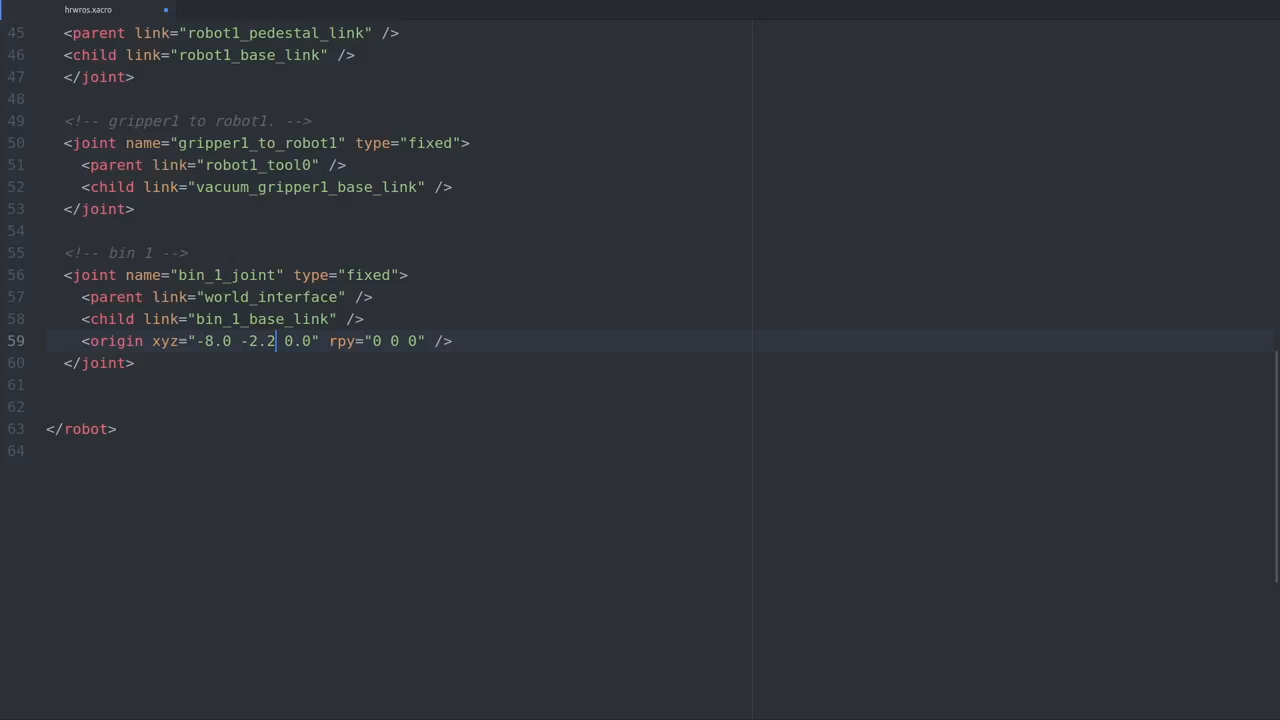 hrwros.xacro
45 <parent link="robot1_pedestal_link" />
46 <child link="robot1_base_link" />
47 </joint>
48
49 <!-- gripper1 to robot1. -->
50 <joint name="gripper1_to_robot1" type="fixed">
51 <parent link="robot1_tool0" />
52 <child link="vacuum_gripper1_base_link" />
53 </joint>
54
55 <!-- bin 1 -->
56 <joint name="bin_1_joint" type="fixed">
57 <parent link="world_interface" />
58 <child link="bin_1_base_link" />
59 <origin xyz="-8.0 -2.2 0.0" rpy="0 0 0" />
60 </joint>
61
62
63 </robot>
64